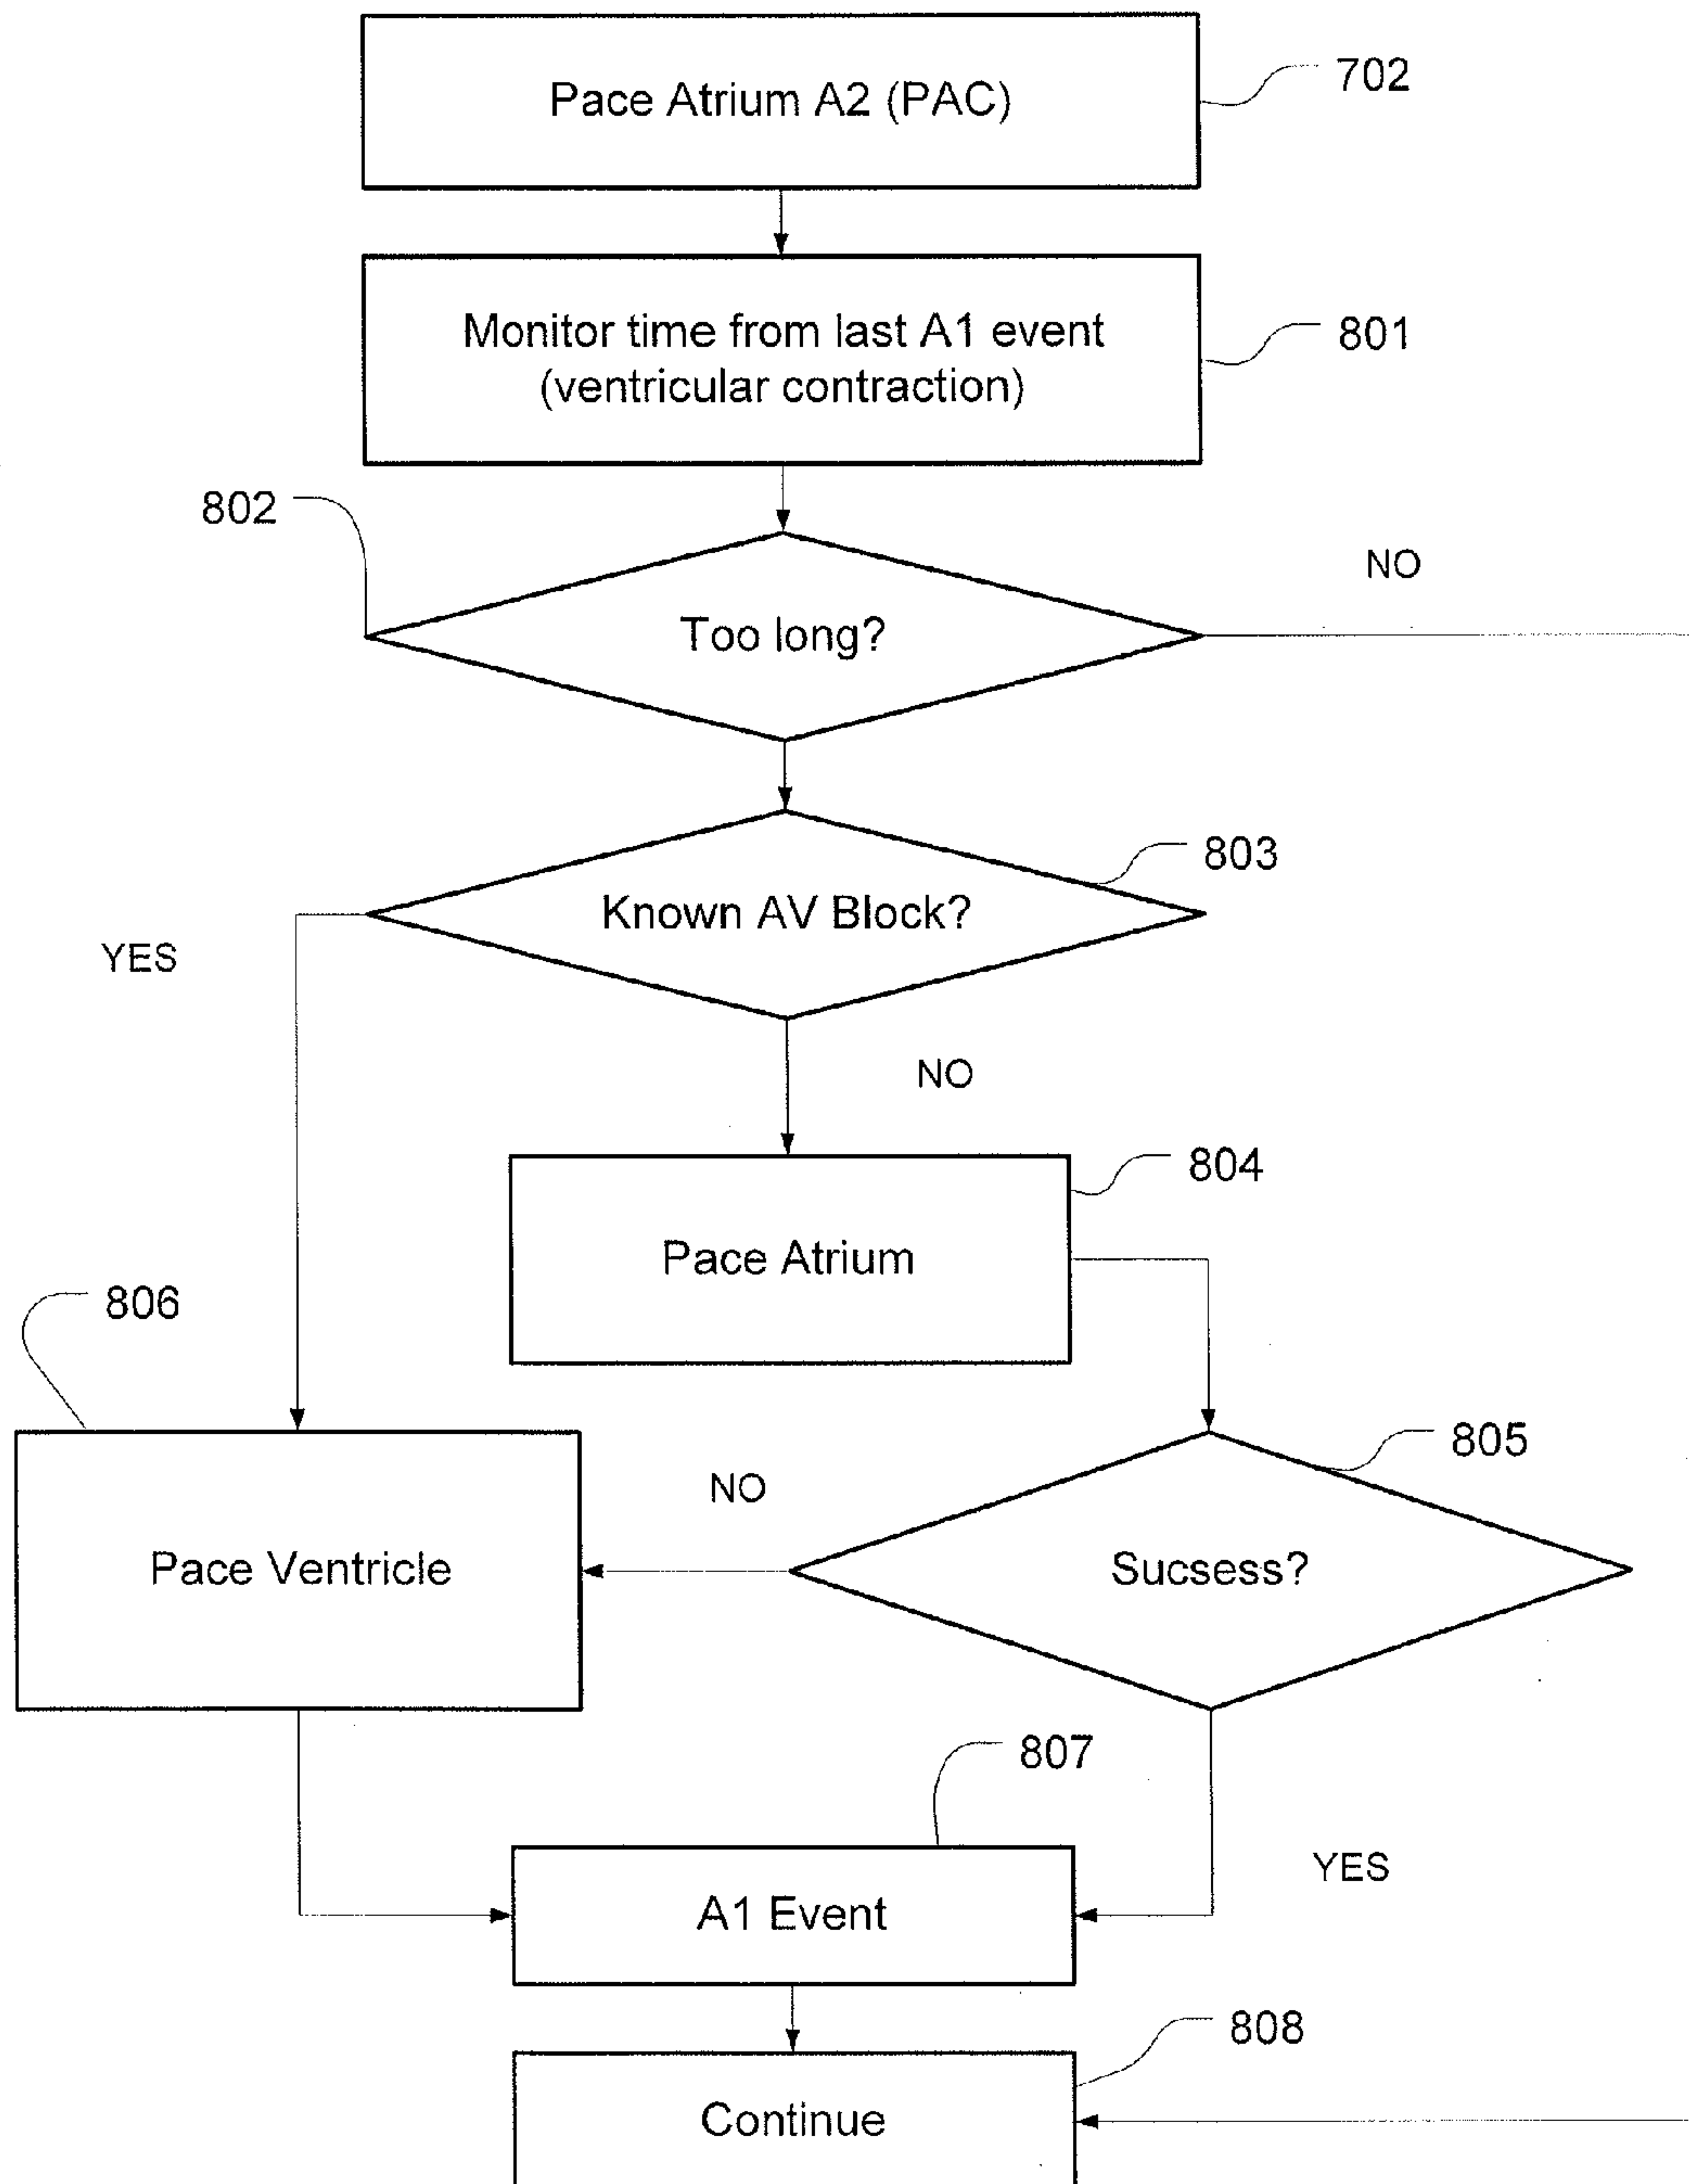 Pace Atrium A2 (PAC)
702
Monitor time from last A1 event
(ventricular contraction)
801
802
Too long?
NO
803
Known AV Block?
YES
NO
804
Pace Atrium
806
805
NO
Pace Ventricle
Sucsess?
807
A1 Event
YES
808
Continue